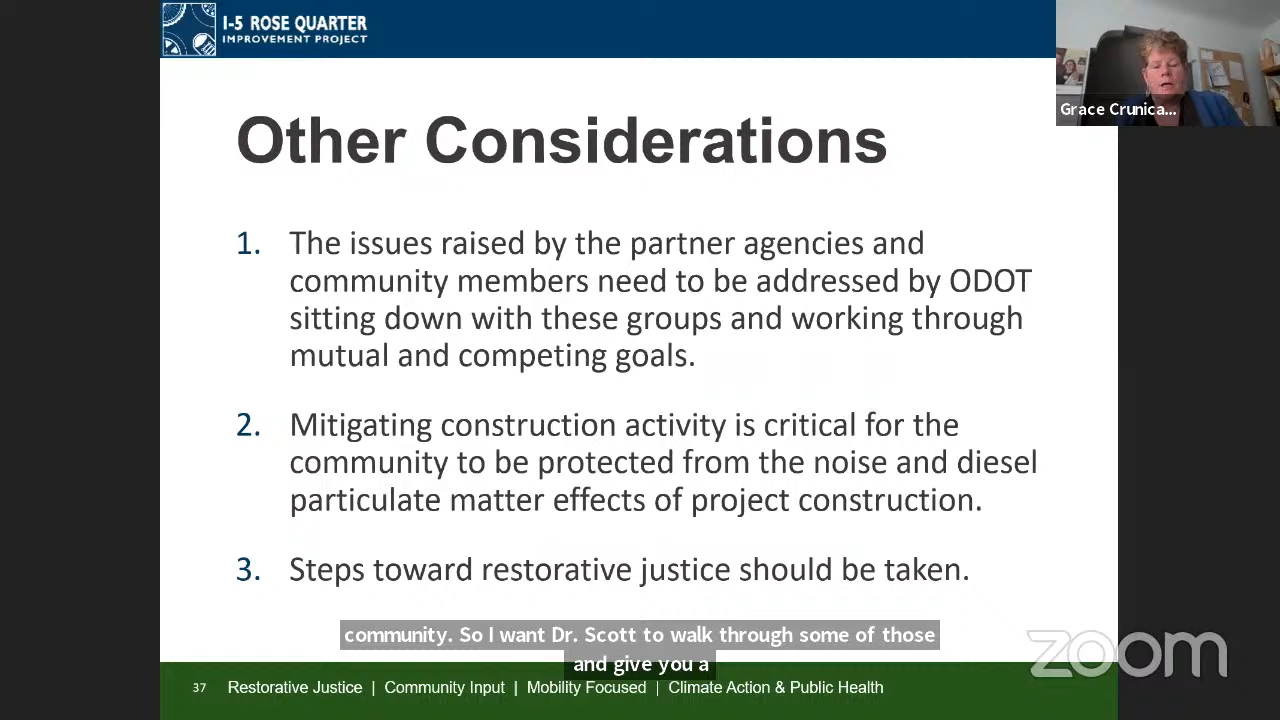 I-5 ROSE QUARTER
IMPROVEMENT PROJECT
Grace Crunica...
Other Considerations
1. The issues raised by the partner agencies and
community members need to be addressed by ODOT
sitting down with these groups and working through
mutual and competing goals.
2. Mitigating construction activity is critical for the
community to be protected from the noise and diesel
particulate matter effects of project construction.
3. Steps toward restorative justice should be taken.
community. So I want Dr. Scott to walk through some of those
and give you a
zoom
37 Restorative Justice | Community Input | Mobility Focused | Climate Action & Public Health